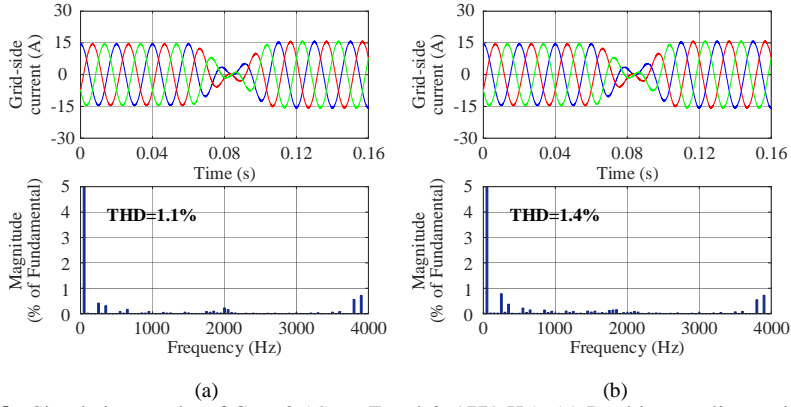 30
15
0
-15
-30
Grid-side
current (A)
0
0.04
0.08
0.12
0.16
Time (s)
5
4
3
2
1
0
Magnitude
(% of Fundamental)
THD=1.1%
0
1000
2000
3000
4000
Frequency (Hz)
(a)
30
15
0
-15
-30
Grid-side
current (A)
0
0.04
0.08
0.12
0.16
Time (s)
5
4
3
2
1
0
Magnitude
(% of Fundamental)
THD=1.4%
0
1000
2000
3000
4000
Frequency (Hz)
(b)